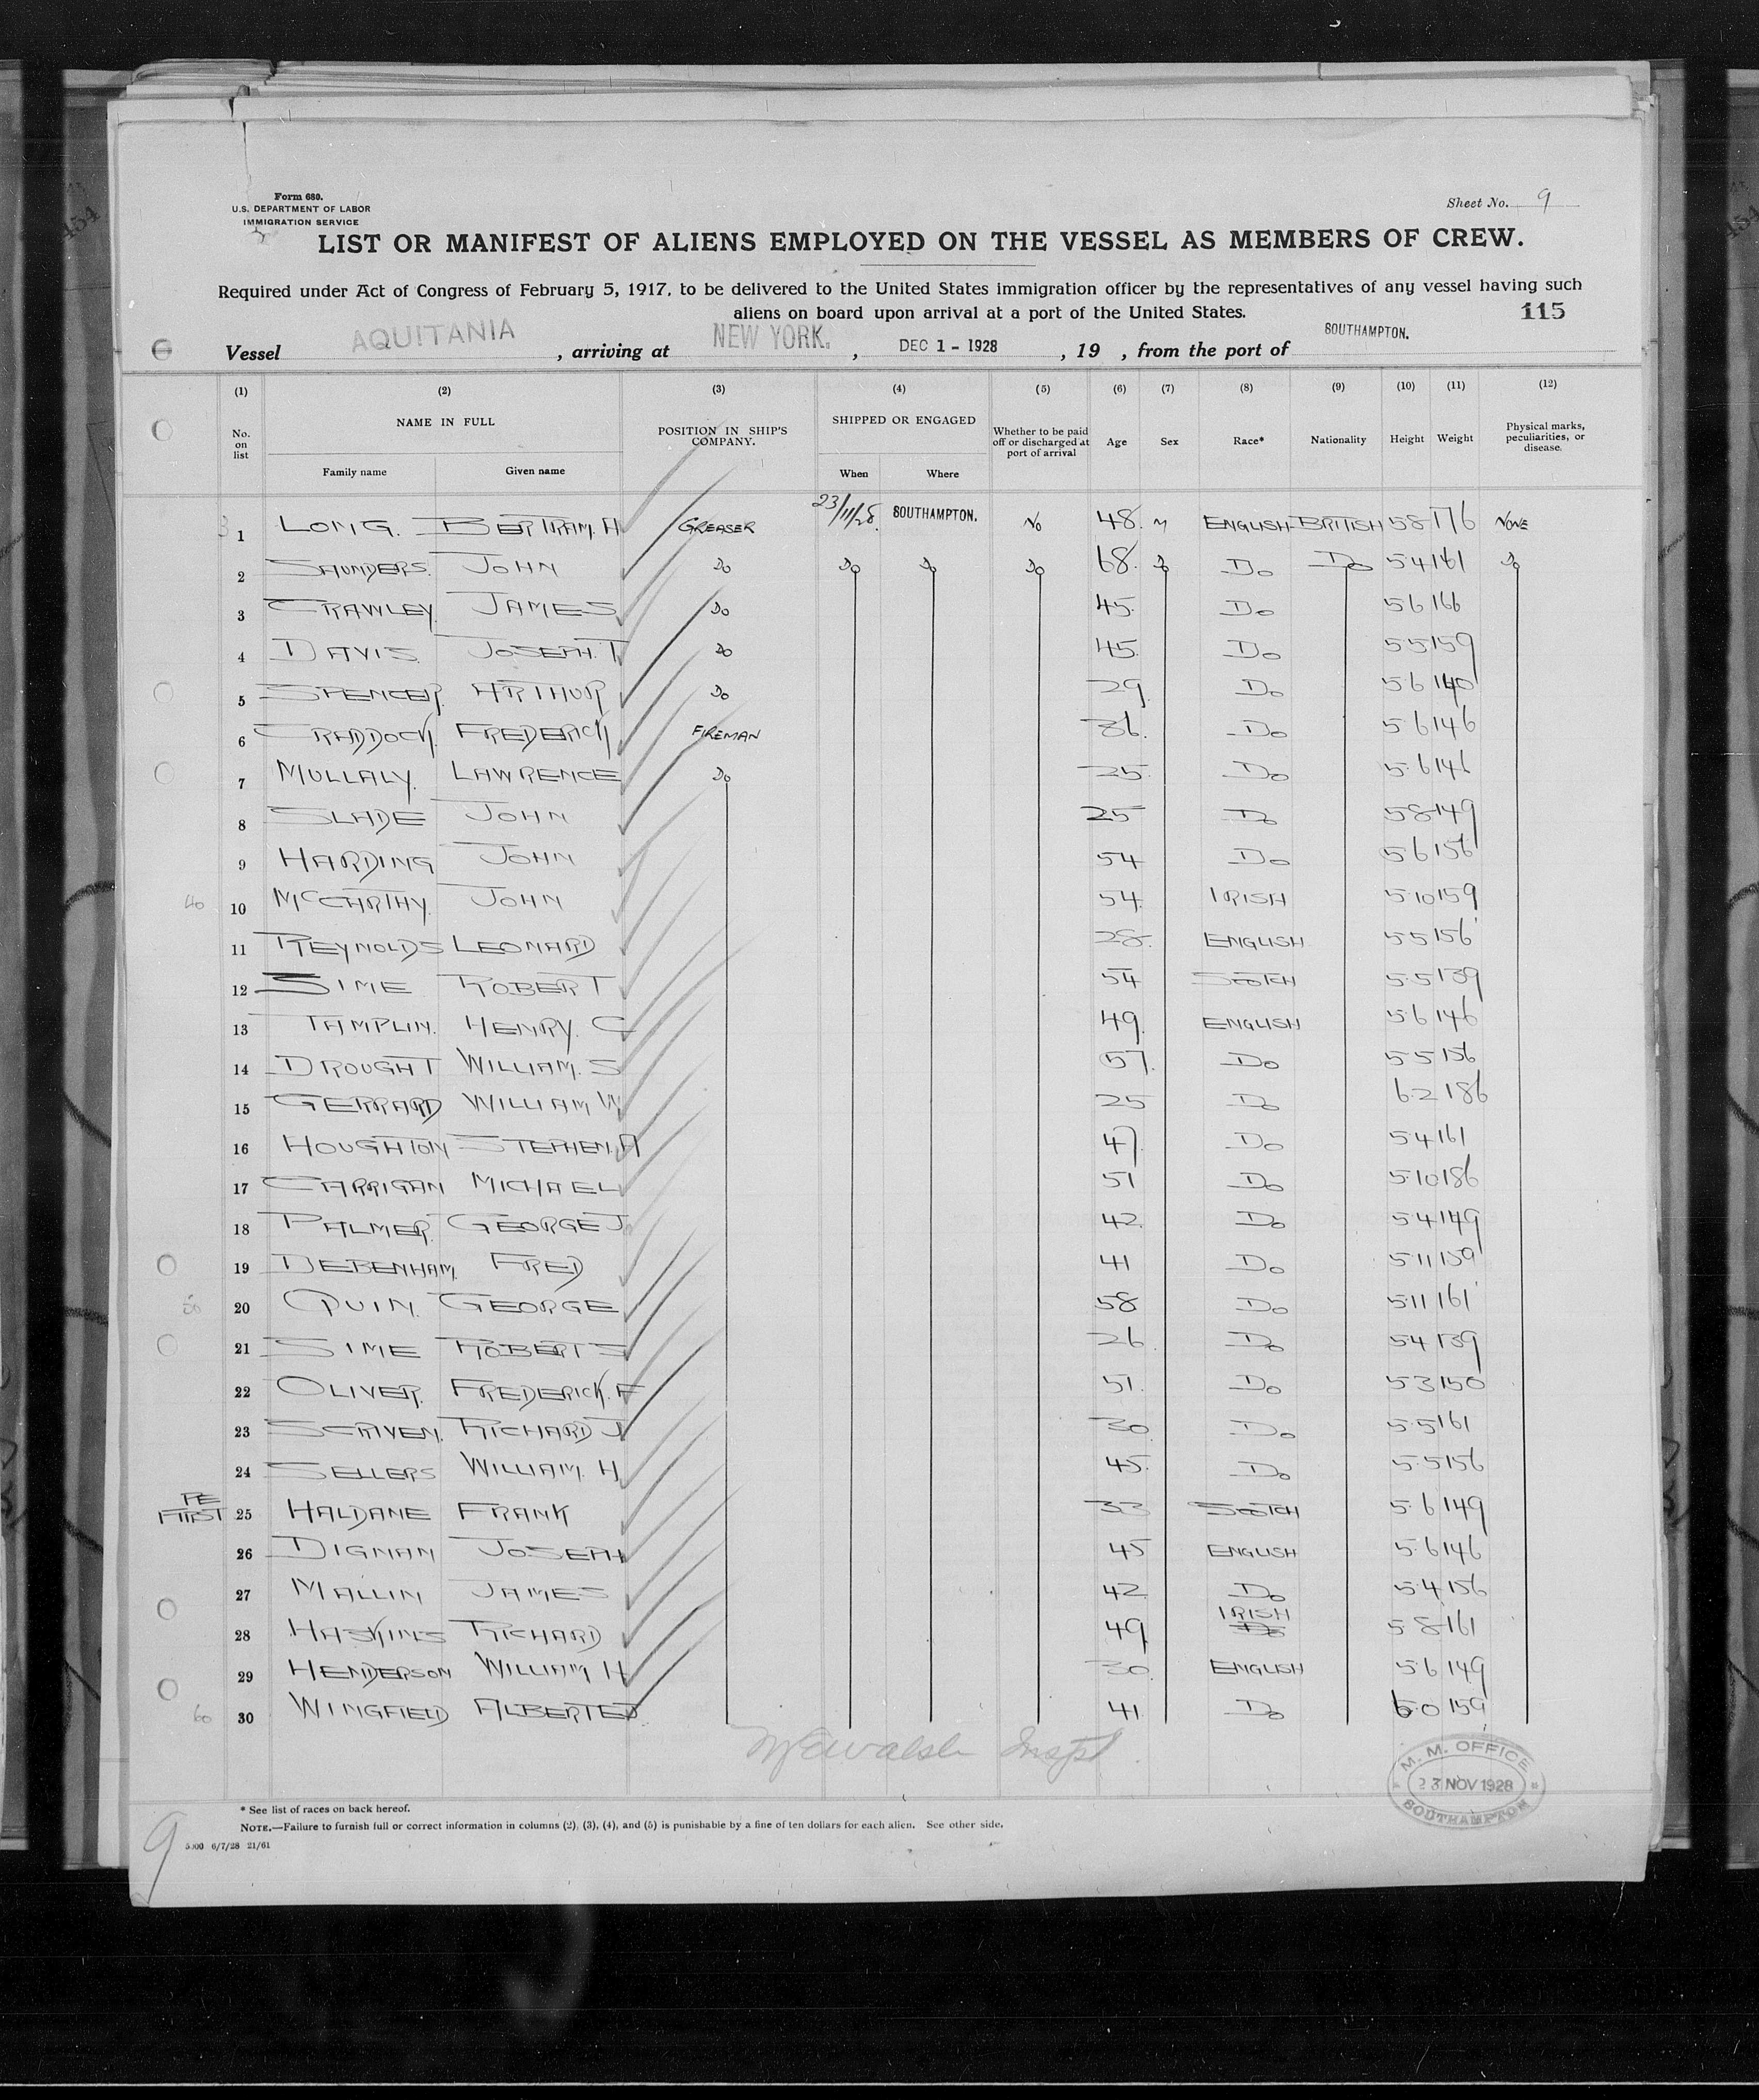 Form 680.
U.S. DEPARTMENT OF LABOR
IMMIGRATION SERVICE
Sheet No. 9
LIST OR MANIFEST OF ALIENS EMPLOYED ON THE VESSEL AS MEMBERS OF CREW.
Required under Act of Congress of February 5, 1917, to be delivered to the United States immigration officer by the representatives of any vessel having such
aliens on board upon arrival at a port of the United States.
115
Vessel AQUITANIA, arriving at NEW YORK., DEC 1 - 1928, 19 , from the port of SOUTHAMPTON.
(1) (2) (3) (4) (5) (6) (7) (8) (9) (10) (11) (12)
No. on list NAME IN FULL POSITION IN SHIP'S COMPANY. SHIPPED OR ENGAGED Whether to be paid off or discharged at port of arrival Age Sex Race* Nationality Height Weight Physical marks, peculiarities, or disease.
Family name Given name When Where
1 LONG. BERTRAM. A GREASER 23/11/28. SOUTHAMPTON. No 48. M ENGLISH BRITISH 5 8 176 NONE
2 SAUNDERS. JOHN Do Do Do Do 68. Do Do Do 5 4 161 Do
3 CRAWLEY. JAMES Do 45. Do 5 6 166
4 DAVIS. JOSEPH. T Do 45. Do 5 5 159
5 SPENCER. ARTHUR Do 29. Do 5 6 140
6 CRADDOCK. FREDERICK FIREMAN 36. Do 5 6 146
7 MULLALY. LAWRENCE Do 25. Do 5 6 146
8 SLADE JOHN 25 Do 5 8 149
9 HARDING JOHN 54 Do 5 6 156
40 10 McCARTHY. JOHN 54. IRISH 5 10 159
11 REYNOLDS LEONARD 28. ENGLISH 5 5 156
12 SIME ROBERT 54 SCOTCH 5 5 139
13 TAMPLIN. HENRY. C 49. ENGLISH 5 6 146
14 DROUGHT WILLIAM. S 57. Do 5 5 156
15 GERRARD WILLIAM W 25 Do 6 2 186
16 HOUGHTON STEPHEN. A 47. Do 5 4 161
17 CARRIGAN MICHAEL 51 Do 5 10 186
18 PALMER. GEORGE J 42. Do 5 4 149
19 DEBENHAM. FRED 41 Do 5 11 159
50 20 QUIN. GEORGE 58 Do 5 11 161
21 SIME ROBERT S 26. Do 5 4 139
22 OLIVER. FREDERICK. F 51. Do 5 3 150
23 SCRIVEN. RICHARD J 30 Do 5 5 161
24 SELLERS WILLIAM. H 45. Do 5 5 156
25 HALDANE FRANK 33 SCOTCH 5 6 149
26 DIGNAM JOSEPH 45 ENGLISH 5 6 146
27 MALLIN JAMES 42 Do 5 4 156
28 HASKINS RICHARD 49 IRISH Do 5 8 161
29 HENDERSON WILLIAM H 30 ENGLISH 5 6 149
60 30 WINGFIELD ALBERT E J 41 Do 6 0 159
M. M. OFFICE
23 NOV 1928
SOUTHAMPTON
* See list of races on back hereof.
NOTE.—Failure to furnish full or correct information in columns (2), (3), (4), and (5) is punishable by a fine of ten dollars for each alien. See other side.
5000 6/7/28 21/61
9